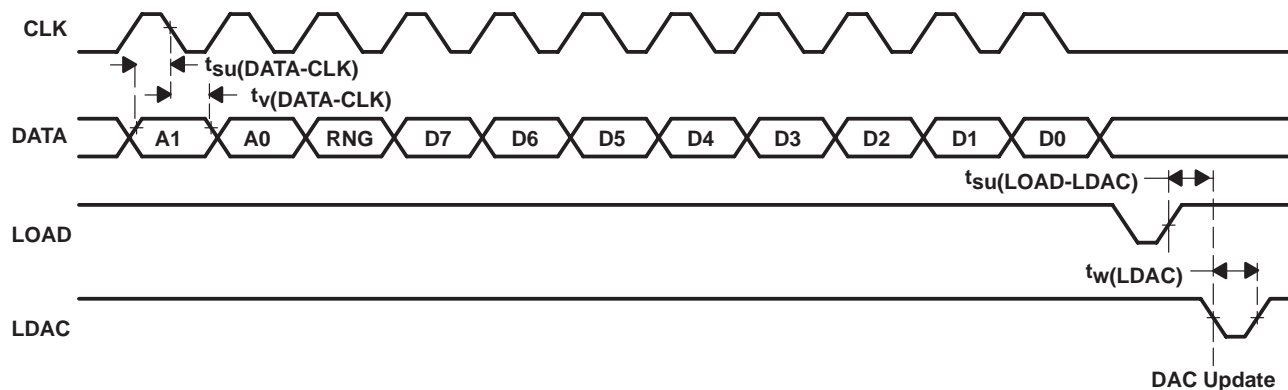 CLK
tsu(DATA-CLK)
tv(DATA-CLK)
DATA A1 A0 RNG D7 D6 D5 D4 D3 D2 D1 D0
tsu(LOAD-LDAC)
LOAD
tw(LDAC)
LDAC
DAC Update